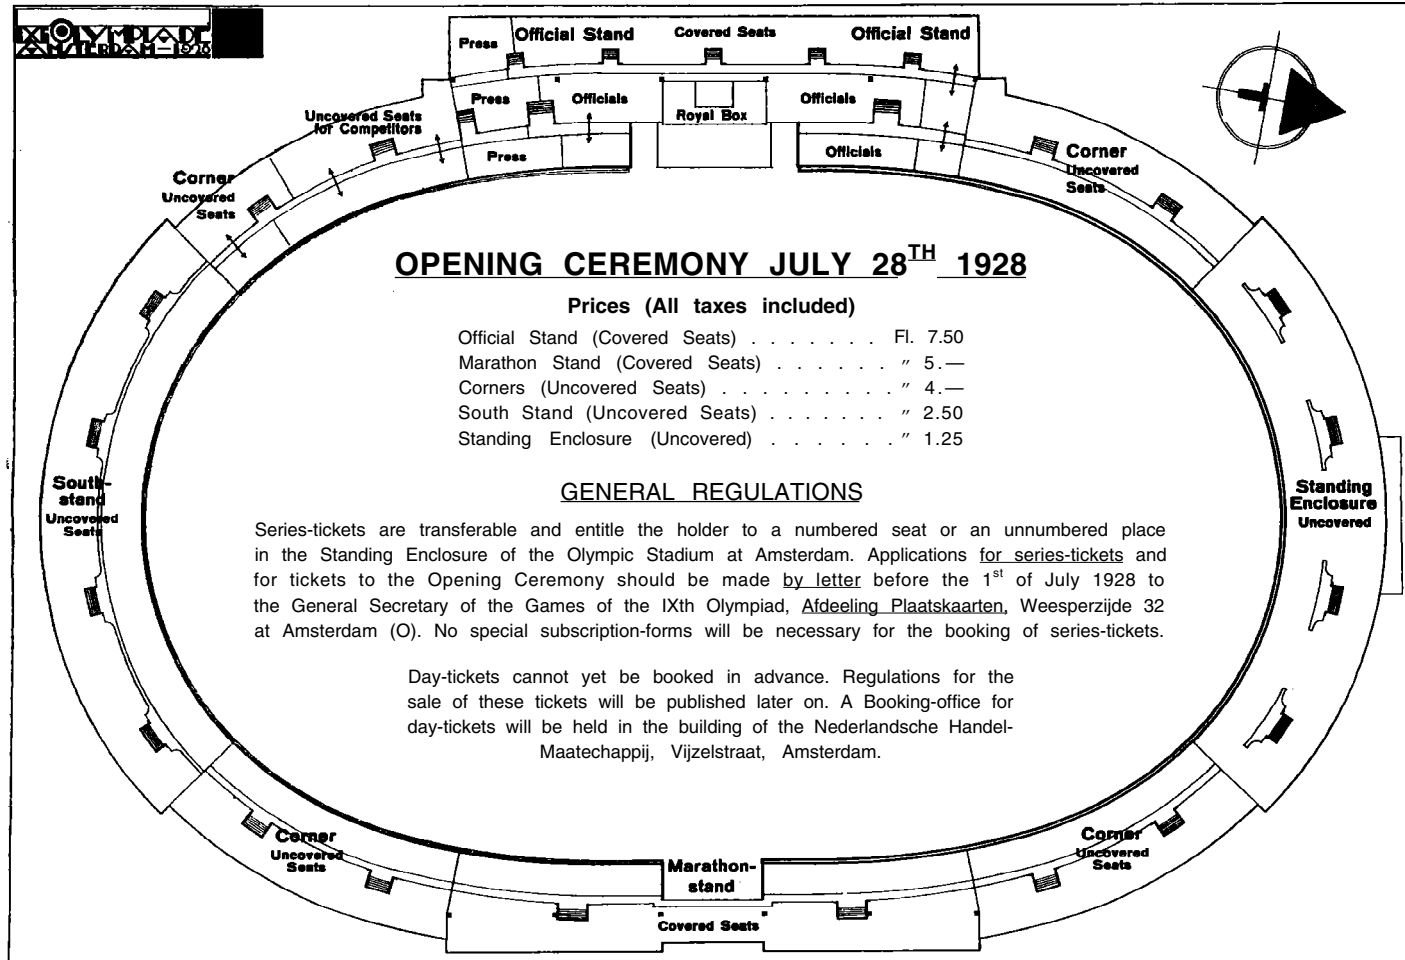 IXE OLYMPIADE
AMSTERDAM-1928
Press
Official Stand
Covered Seats
Official Stand
Press
Officials
Royal Box
Officials
Uncovered Seats
for Competitors
Press
Officials
Corner
Uncovered
Seats
Corner
Uncovered
Seats
OPENING CEREMONY JULY 28TH 1928
Prices (All taxes included)
Official Stand (Covered Seats) . . . . . . . Fl. 7.50
Marathon Stand (Covered Seats) . . . . . . ″ 5.—
Corners (Uncovered Seats) . . . . . . . . . . ″ 4.—
South Stand (Uncovered Seats) . . . . . . . ″ 2.50
Standing Enclosure (Uncovered) . . . . . . ″ 1.25
South-
stand
Uncovered
Seats
Standing
Enclosure
Uncovered
GENERAL REGULATIONS
Series-tickets are transferable and entitle the holder to a numbered seat or an unnumbered place
in the Standing Enclosure of the Olympic Stadium at Amsterdam. Applications for series-tickets and
for tickets to the Opening Ceremony should be made by letter before the 1st of July 1928 to
the General Secretary of the Games of the IXth Olympiad, Afdeeling Plaatskaarten, Weesperzijde 32
at Amsterdam (O). No special subscription-forms will be necessary for the booking of series-tickets.
Day-tickets cannot yet be booked in advance. Regulations for the
sale of these tickets will be published later on. A Booking-office for
day-tickets will be held in the building of the Nederlandsche Handel-
Maatechappij, Vijzelstraat, Amsterdam.
Corner
Uncovered
Seats
Corner
Uncovered
Seats
Marathon-
stand
Covered Seats